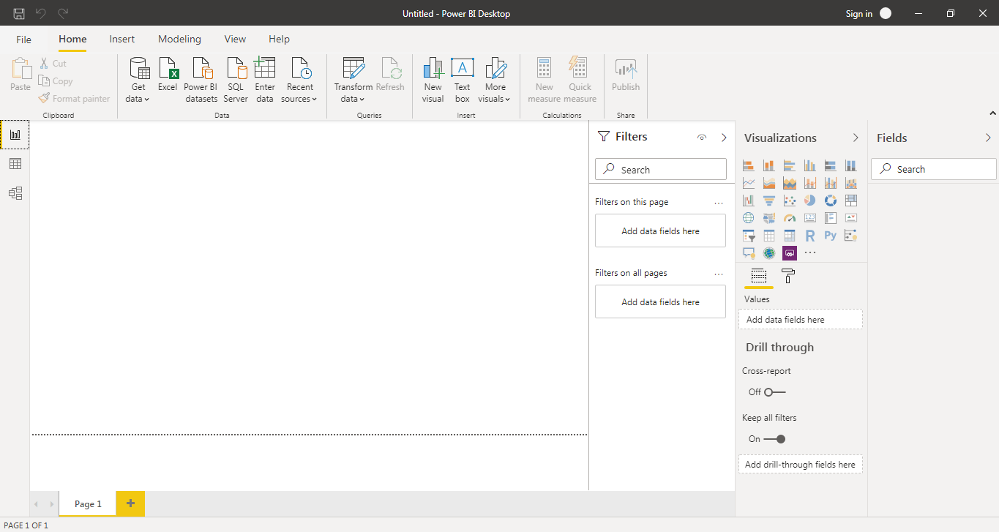 Untitled - Power BI Desktop
Sign in
File Home Insert Modeling View Help
Paste
Cut
Copy
Format painter
Clipboard
Get data
Excel
Power BI datasets
SQL Server
Enter data
Recent sources
Data
Transform data
Refresh
Queries
New visual
Text box
More visuals
Insert
New measure
Quick measure
Calculations
Publish
Share
Filters
Search
Filters on this page
...
Add data fields here
Filters on all pages
...
Add data fields here
Visualizations
123
R
Py
...
Values
Add data fields here
Drill through
Cross-report
Off
Keep all filters
On
Add drill-through fields here
Fields
Search
Page 1
+
PAGE 1 OF 1